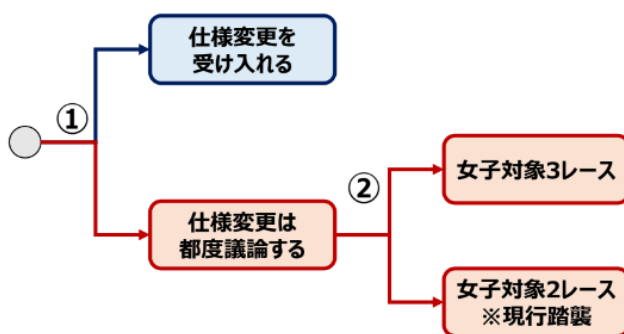 仕様変更を
受け入れる
①
②
女子対象3レース
仕様変更は
都度議論する
女子対象2レース
※現行踏襲